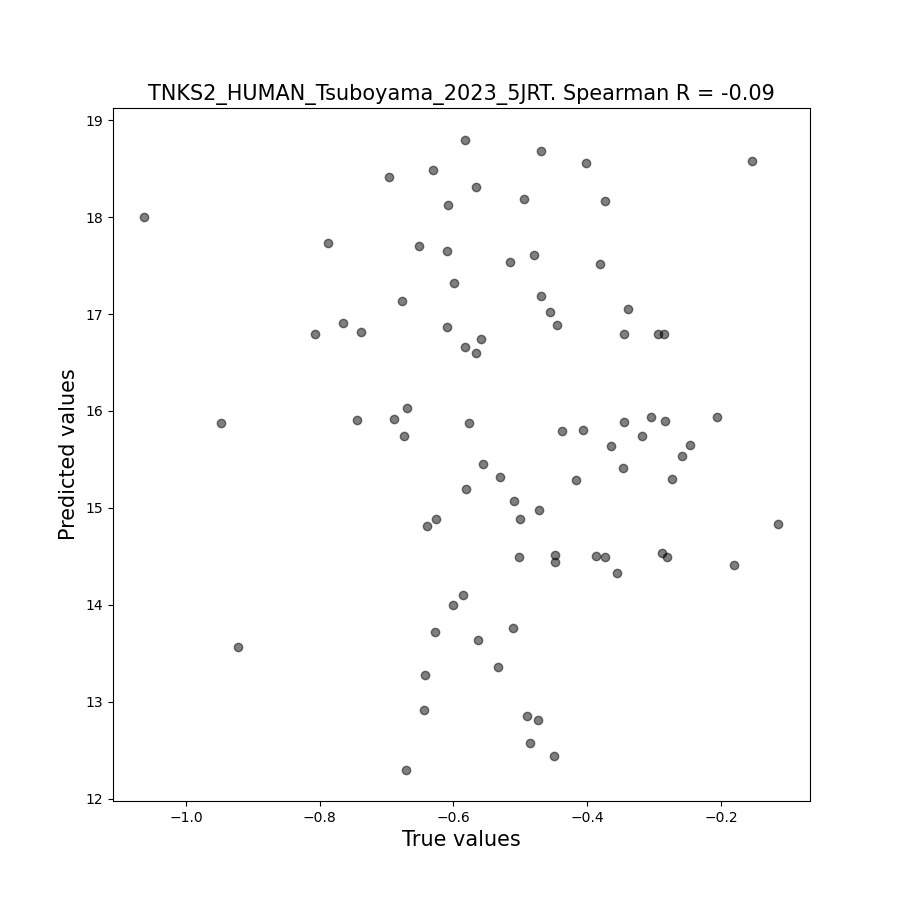 TNKS2_HUMAN_Tsuboyama_2023_5JRT. Spearman R = -0.09
19
18
17
16
15
14
13
12
Predicted values
−1.0 −0.8 −0.6 −0.4 −0.2
True values